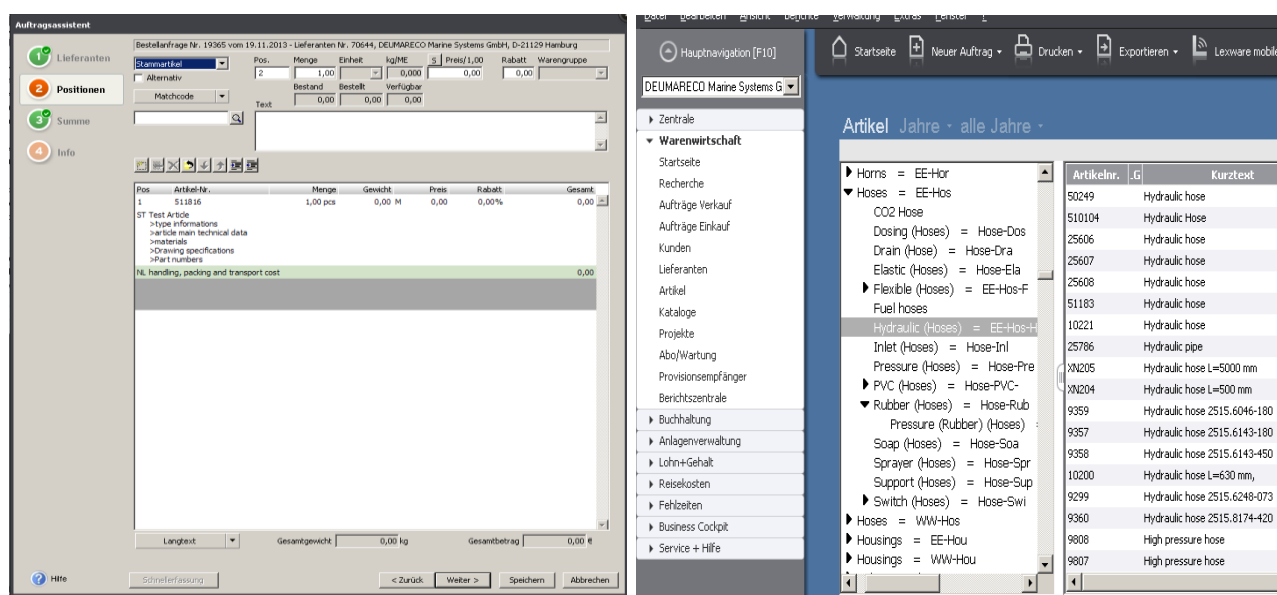 Auftragsassistent
Lieferanten
2 Positionen
Summe
4 Info
Bestellanfrage Nr. 19365 vom 19.11.2013 - Lieferanten Nr. 70644, DEUMARECO Marine Systems GmbH, D-21129 Hamburg
Stammartikel
Pos. Menge Einheit kg/ME S Preis/1,00 Rabatt Warengruppe
2 1,00 0,000 0,00 0,00
Alternativ
Bestand Bestellt Verfügbar
Matchcode
Text 0,00 0,00 0,00
Pos Artikel-Nr. Menge Gewicht Preis Rabatt Gesamt
1 511816 1,00 pcs 0,00 M 0,00 0,00% 0,00
ST Test Article
>type informations
>article main technical data
>materials
>Drawing specifications
>Part numbers
NL handling, packing and transport cost 0,00
Langtext Gesamtgewicht 0,00 kg Gesamtbetrag 0,00 €
Hilfe Schnellerfassung < Zurück Weiter > Speichern Abbrechen
Datei Bearbeiten Ansicht Berichte Verwaltung Extras Fenster ?
Hauptnavigation [F10]
Startseite Neuer Auftrag Drucken Exportieren Lexware mobile
DEUMARECO Marine Systems G
Zentrale
Warenwirtschaft
Startseite
Recherche
Aufträge Verkauf
Aufträge Einkauf
Kunden
Lieferanten
Artikel
Kataloge
Projekte
Abo/Wartung
Provisionsempfänger
Berichtszentrale
Buchhaltung
Anlagenverwaltung
Lohn+Gehalt
Reisekosten
Fehlzeiten
Business Cockpit
Service + Hilfe
Artikel Jahre - alle Jahre -
Horns = EE-Hor
Hoses = EE-Hos
CO2 Hose
Dosing (Hoses) = Hose-Dos
Drain (Hose) = Hose-Dra
Elastic (Hoses) = Hose-Ela
Flexible (Hoses) = EE-Hos-F
Fuel hoses
Hydraulic (Hoses) = EE-Hos-H
Inlet (Hoses) = Hose-Inl
Pressure (Hoses) = Hose-Pre
PVC (Hoses) = Hose-PVC-
Rubber (Hoses) = Hose-Rub
Pressure (Rubber) (Hoses)
Soap (Hoses) = Hose-Soa
Sprayer (Hoses) = Hose-Spr
Support (Hoses) = Hose-Sup
Switch (Hoses) = Hose-Swi
Hoses = WW-Hos
Housings = EE-Hou
Housings = WW-Hou
Artikelnr. .G Kurztext
50249 Hydraulic hose
510104 Hydraulic Hose
25606 Hydraulic hose
25607 Hydraulic hose
25608 Hydraulic hose
51183 Hydraulic hose
10221 Hydraulic hose
25786 Hydraulic pipe
XN205 Hydraulic hose L=5000 mm
XN204 Hydraulic hose L=500 mm
9359 Hydraulic hose 2515.6046-180
9357 Hydraulic hose 2515.6143-180
9358 Hydraulic hose 2515.6143-450
10200 Hydraulic hose L=630 mm,
9299 Hydraulic hose 2515.6248-073
9360 Hydraulic hose 2515.8174-420
9808 High pressure hose
9807 High pressure hose